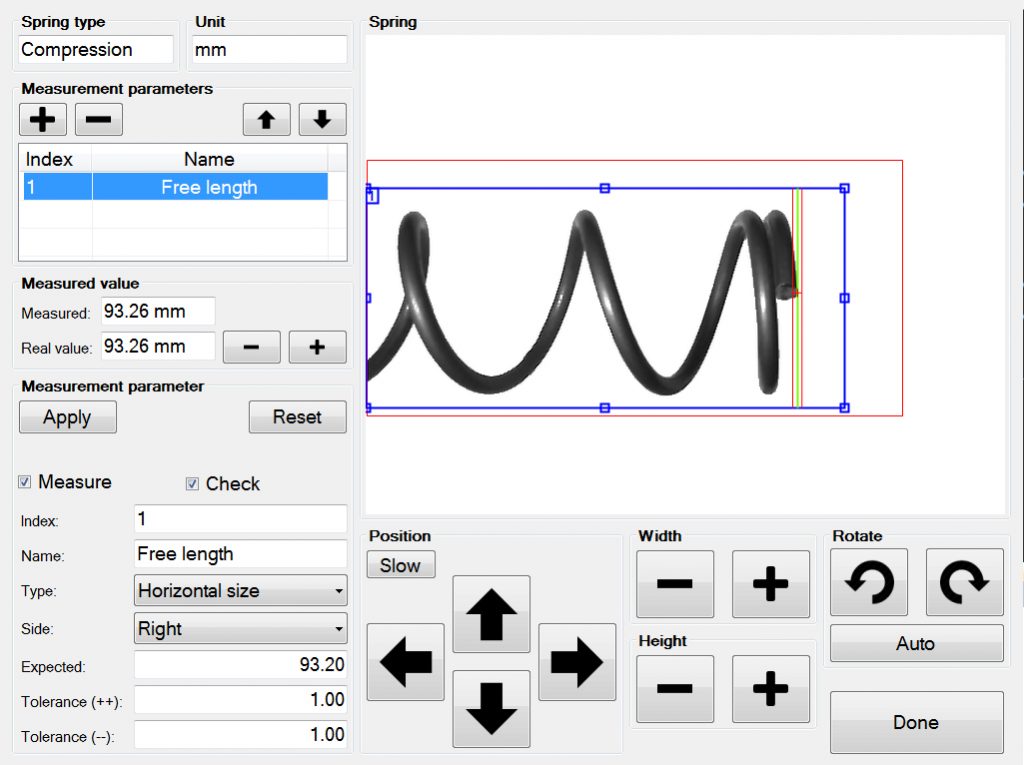 Spring type
Unit
Spring
Compression
mm
Measurement parameters
Index Name
1 Free length
1
Measured value
Measured: 93.26 mm
Real value: 93.26 mm
Measurement parameter
Apply Reset
Measure Check
Index: 1
Name: Free length
Type: Horizontal size
Side: Right
Expected: 93.20
Tolerance (++): 1.00
Tolerance (--): 1.00
Position
Slow
Width
Height
Rotate
Auto
Done